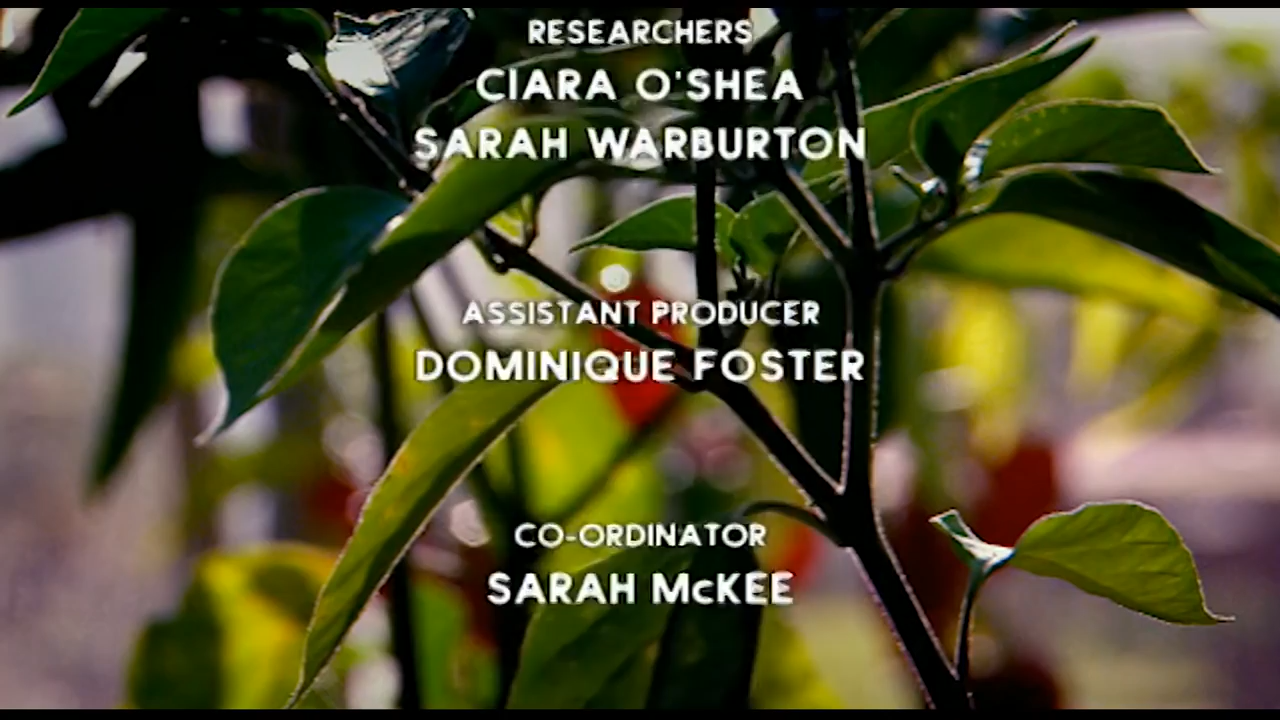 RESEARCHERS
CIARA O'SHEA
SARAH WARBURTON
ASSISTANT PRODUCER
DOMINIQUE FOSTER
CO-ORDINATOR
SARAH McKEE